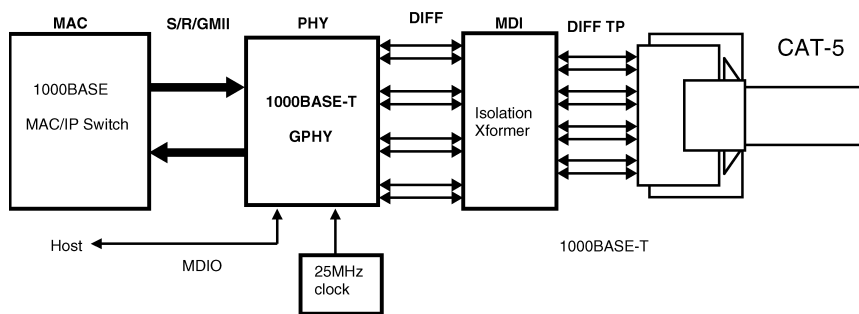 MAC
S/R/GMII
PHY
DIFF
MDI
DIFF TP
CAT-5
1000BASE
MAC/IP Switch
1000BASE-T
GPHY
Isolation
Xformer
Host
MDIO
25MHz
clock
1000BASE-T